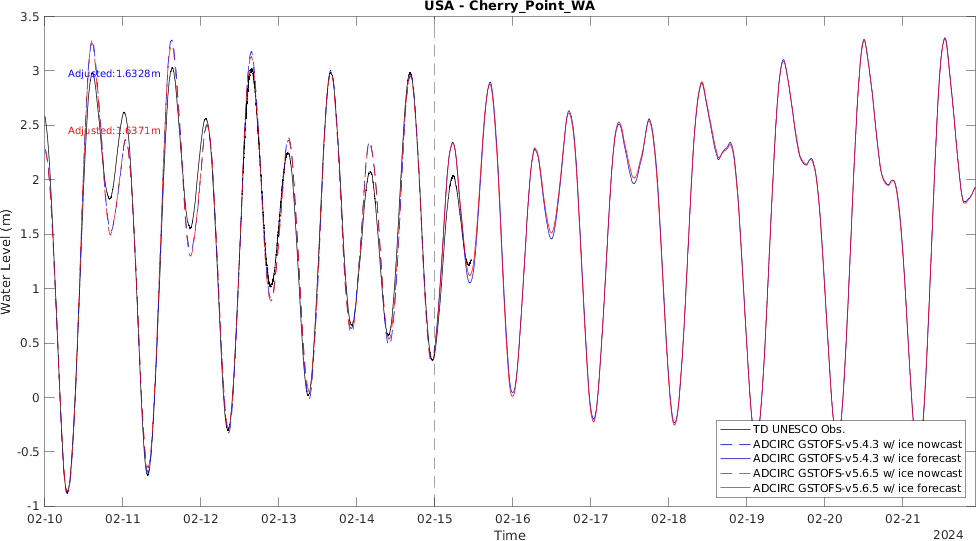 USA - Cherry_Point_WA
3.5
3
2.5
2
1.5
1
0.5
0
-0.5
-1
Water Level (m)
Adjusted:1.6328m
Adjusted:1.6371m
TD UNESCO Obs.
ADCIRC GSTOFS-v5.4.3 w/ ice nowcast
ADCIRC GSTOFS-v5.4.3 w/ ice forecast
ADCIRC GSTOFS-v5.6.5 w/ ice nowcast
ADCIRC GSTOFS-v5.6.5 w/ ice forecast
02-10 02-11 02-12 02-13 02-14 02-15 02-16 02-17 02-18 02-19 02-20 02-21
Time
2024